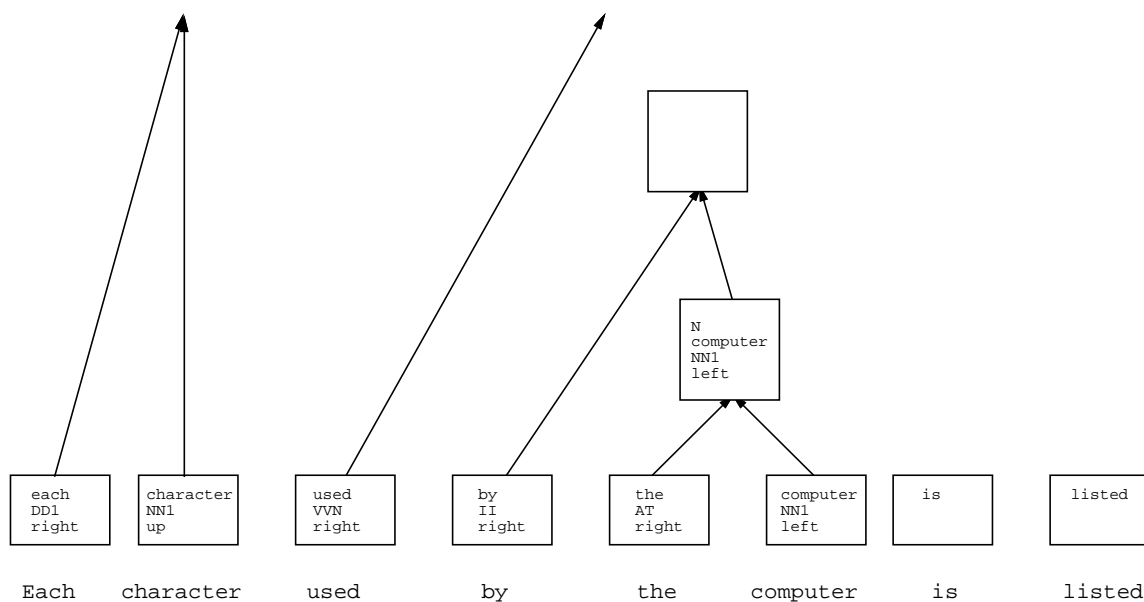 N
computer
NN1
left
each
DD1
right
character
NN1
up
used
VVN
right
by
II
right
the
AT
right
computer
NN1
left
is
listed
Each character used by the computer is listed